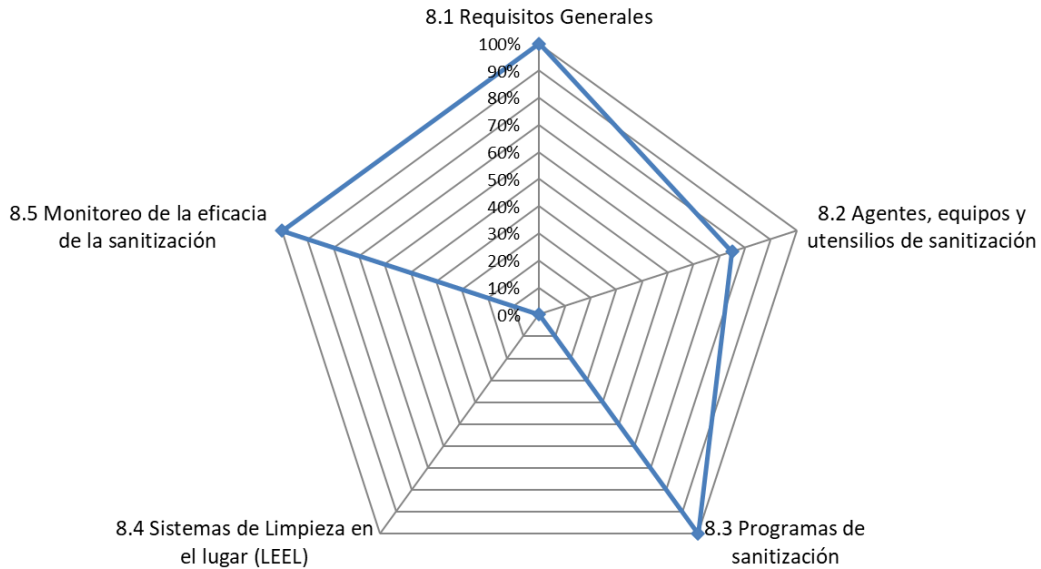 8.1 Requisitos Generales
100%
90%
80%
70%
60%
50%
40%
30%
20%
10%
0%
8.2 Agentes, equipos y
utensilios de sanitización
8.3 Programas de
sanitización
8.4 Sistemas de Limpieza en
el lugar (LEEL)
8.5 Monitoreo de la eficacia
de la sanitización